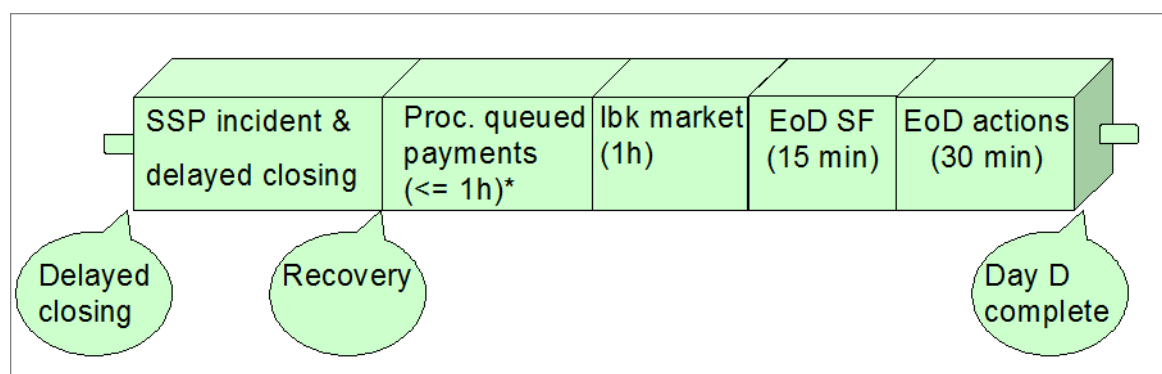 SSP incident &
delayed closing
Proc. queued
payments
(<= 1h)*
Ibk market
(1h)
EoD SF
(15 min)
EoD actions
(30 min)
Delayed
closing
Recovery
Day D
complete